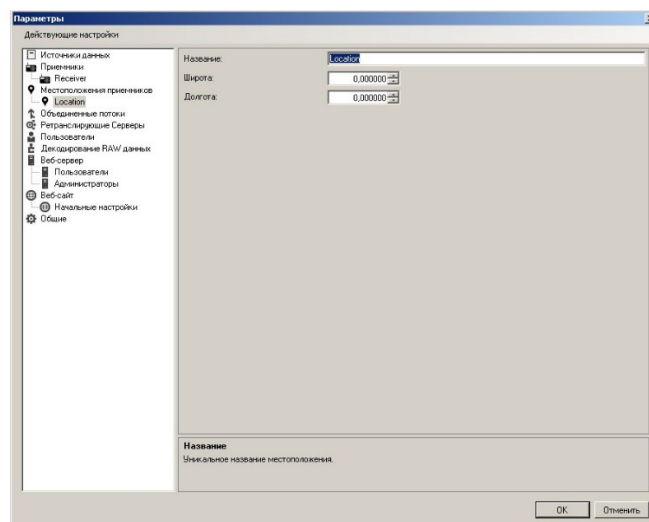 Параметры
Действующие настройки
Источники данных
Приемники
Receiver
Местоположения приемников
Location
Объединенные потоки
Ретранслирующие Серверы
Пользователи
Декодирование RAW данных
Веб-сервер
Пользователи
Администраторы
Веб-сайт
Начальные настройки
Общие
Название: Location
Широта: 0,000000
Долгота: 0,000000
Название
Уникальное название местоположения.
OK Отменить